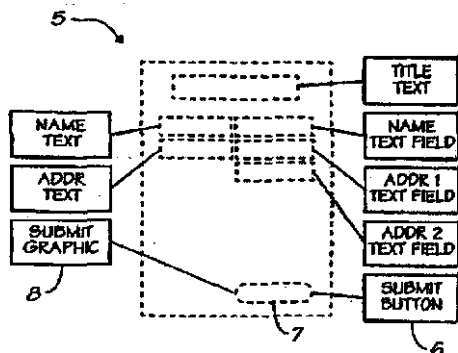 5
TITLE
TEXT
NAME
TEXT
NAME
TEXT FIELD
ADDR
TEXT
ADDR 1
TEXT FIELD
SUBMIT
GRAPHIC
ADDR 2
TEXT FIELD
8
7
SUBMIT
BUTTON
6